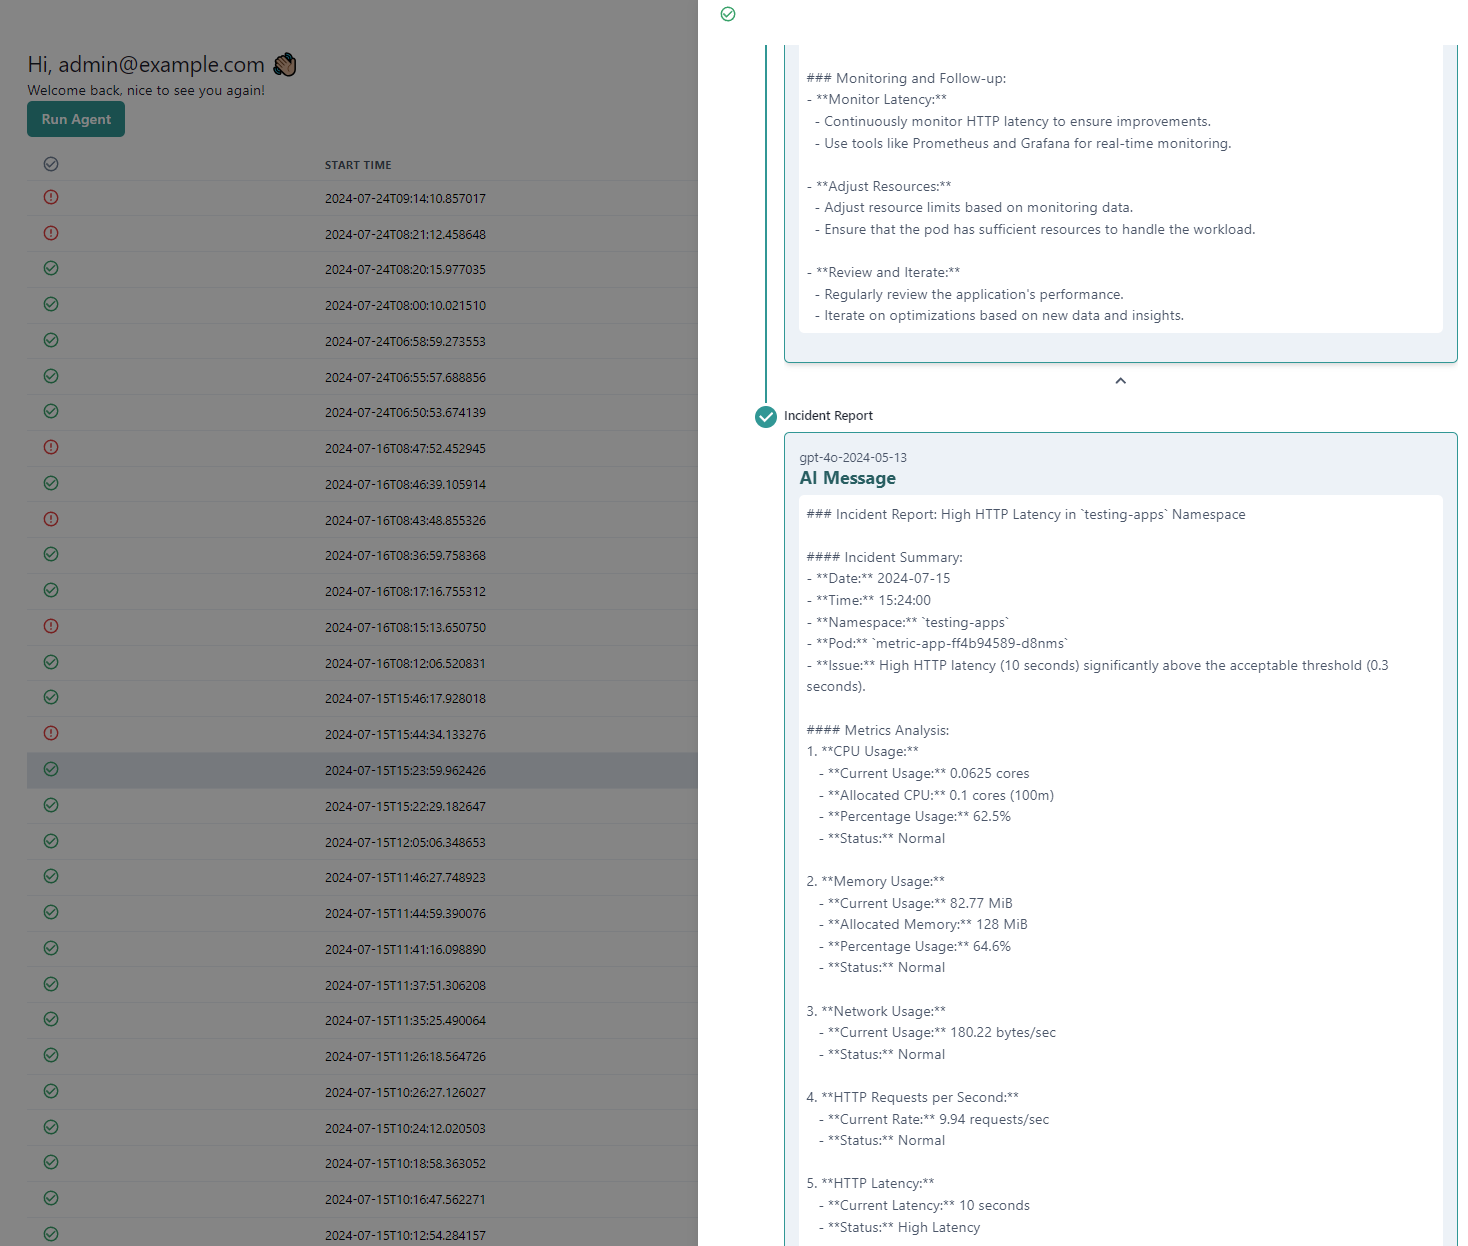 Hi, admin@example.com
Welcome back, nice to see you again!
Run Agent
START TIME
2024-07-24T09:14:10.857017
2024-07-24T08:21:12.458648
2024-07-24T08:20:15.977035
2024-07-24T08:00:10.021510
2024-07-24T06:58:59.273553
2024-07-24T06:55:57.688856
2024-07-24T06:50:53.674139
2024-07-16T08:47:52.452945
2024-07-16T08:46:39.105914
2024-07-16T08:43:48.855326
2024-07-16T08:36:59.758368
2024-07-16T08:17:16.755312
2024-07-16T08:15:13.650750
2024-07-16T08:12:06.520831
2024-07-15T15:46:17.928018
2024-07-15T15:44:34.133276
2024-07-15T15:23:59.962426
2024-07-15T15:22:29.182647
2024-07-15T12:05:06.348653
2024-07-15T11:46:27.748923
2024-07-15T11:44:59.390076
2024-07-15T11:41:16.098890
2024-07-15T11:37:51.306208
2024-07-15T11:35:25.490064
2024-07-15T11:26:18.564726
2024-07-15T10:26:27.126027
2024-07-15T10:24:12.020503
2024-07-15T10:18:58.363052
2024-07-15T10:16:47.562271
2024-07-15T10:12:54.284157
### Monitoring and Follow-up:
- **Monitor Latency:**
- Continuously monitor HTTP latency to ensure improvements.
- Use tools like Prometheus and Grafana for real-time monitoring.
- **Adjust Resources:**
- Adjust resource limits based on monitoring data.
- Ensure that the pod has sufficient resources to handle the workload.
- **Review and Iterate:**
- Regularly review the application's performance.
- Iterate on optimizations based on new data and insights.
Incident Report
gpt-4o-2024-05-13
AI Message
### Incident Report: High HTTP Latency in `testing-apps` Namespace
#### Incident Summary:
- **Date:** 2024-07-15
- **Time:** 15:24:00
- **Namespace:** `testing-apps`
- **Pod:** `metric-app-ff4b94589-d8nms`
- **Issue:** High HTTP latency (10 seconds) significantly above the acceptable threshold (0.3
seconds).
#### Metrics Analysis:
1. **CPU Usage:**
- **Current Usage:** 0.0625 cores
- **Allocated CPU:** 0.1 cores (100m)
- **Percentage Usage:** 62.5%
- **Status:** Normal
2. **Memory Usage:**
- **Current Usage:** 82.77 MiB
- **Allocated Memory:** 128 MiB
- **Percentage Usage:** 64.6%
- **Status:** Normal
3. **Network Usage:**
- **Current Usage:** 180.22 bytes/sec
- **Status:** Normal
4. **HTTP Requests per Second:**
- **Current Rate:** 9.94 requests/sec
- **Status:** Normal
5. **HTTP Latency:**
- **Current Latency:** 10 seconds
- **Status:** High Latency